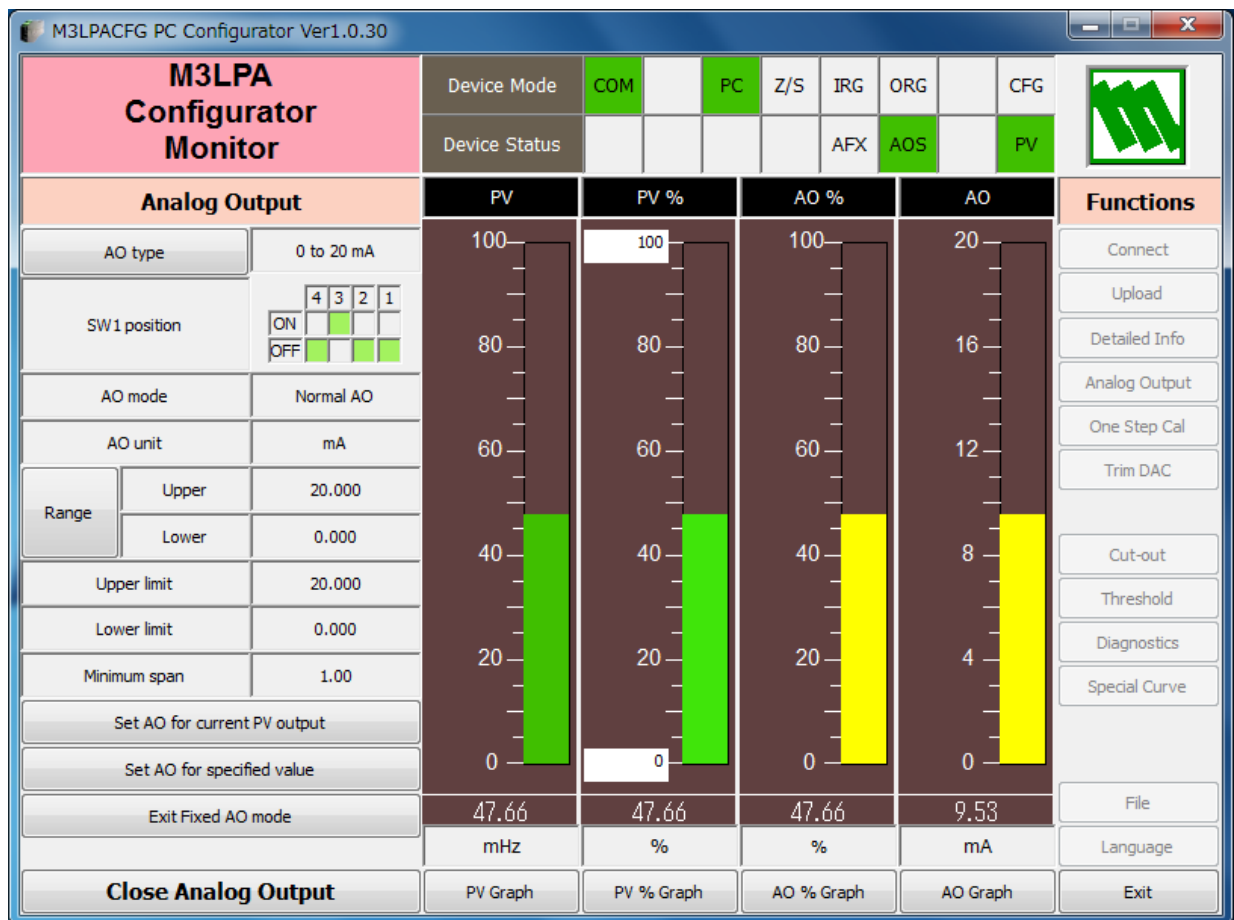 M3LPACFG PC Configurator Ver1.0.30
M3LPA
Configurator
Monitor
Device Mode COM PC Z/S IRG ORG CFG
Device Status AFX AOS PV
Analog Output
AO type 0 to 20 mA
SW1 position
4 3 2 1
ON
OFF
AO mode Normal AO
AO unit mA
Range
Upper 20.000
Lower 0.000
Upper limit 20.000
Lower limit 0.000
Minimum span 1.00
Set AO for current PV output
Set AO for specified value
Exit Fixed AO mode
Close Analog Output
PV PV % AO % AO
100 100 100 20
80 80 80 16
60 60 60 12
40 40 40 8
20 20 20 4
0 0 0 0
47.66 47.66 47.66 9.53
mHz % % mA
PV Graph PV % Graph AO % Graph AO Graph
Functions
Connect
Upload
Detailed Info
Analog Output
One Step Cal
Trim DAC
Cut-out
Threshold
Diagnostics
Special Curve
File
Language
Exit